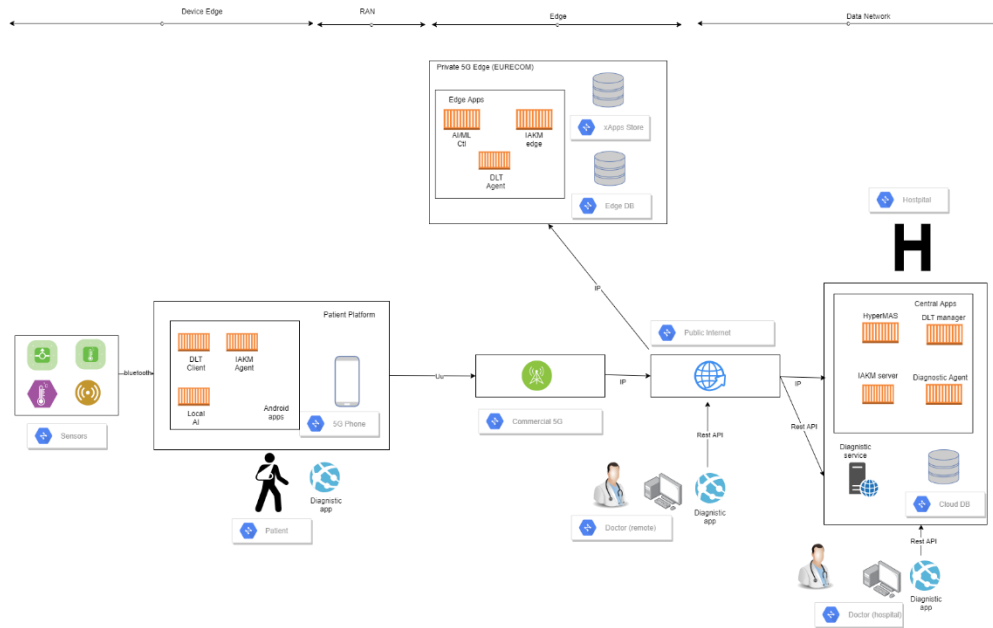 Device Edge
RAN
Edge
Data Network
Private 5G Edge (EURECOM)
Edge Apps
AI/ML
Ctl
IAKM
edge
DLT
Agent
xApps Store
Edge DB
IP
Hostpital
H
Sensors
bluetooth
Patient Platform
DLT
Client
IAKM
Agent
Local
AI
Android
apps
5G Phone
Diagnostic
app
Patient
Uu
Commercial 5G
IP
Public Internet
Rest API
Doctor (remote)
Diagnostic
app
IP
Rest API
Central Apps
HyperMAS
DLT manager
IAKM server
Diagnostic Agent
Diagnostic
service
Cloud DB
Rest API
Diagnostic
app
Doctor (hospital)